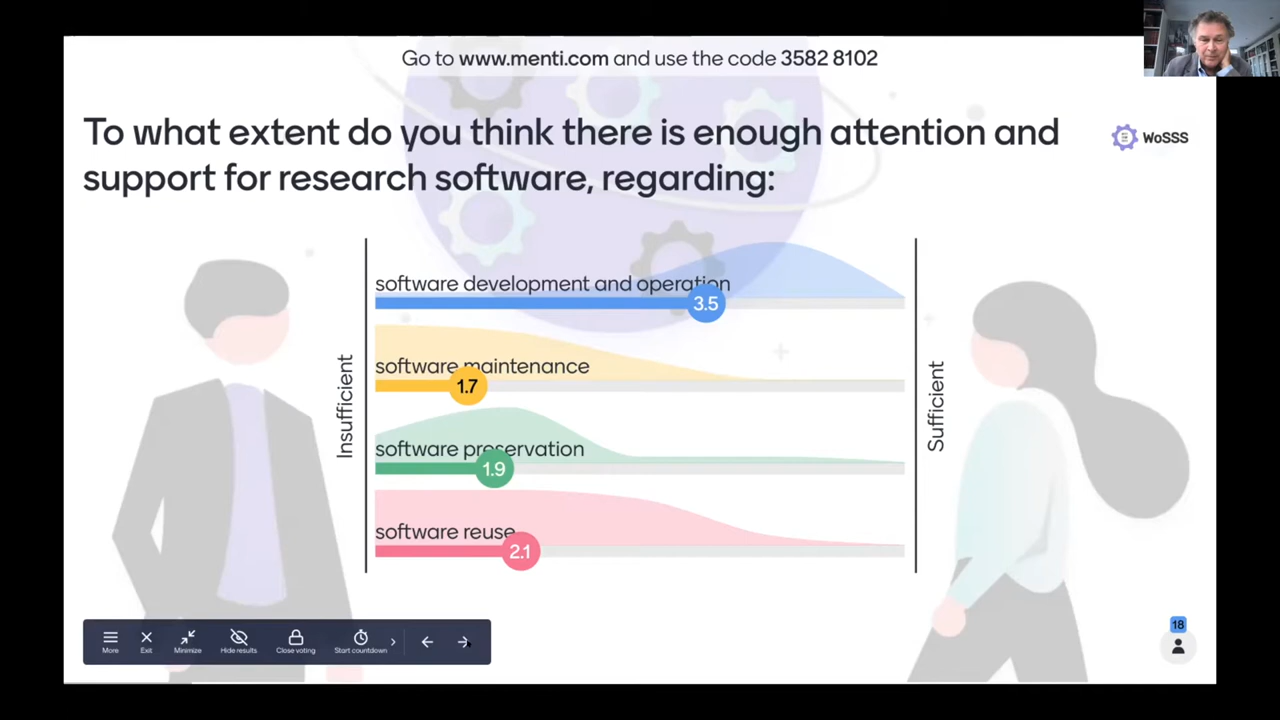 Go to www.menti.com and use the code 3582 8102
To what extent do you think there is enough attention and
support for research software, regarding:
WoSSS
Insufficient
software development and operation
3.5
software maintenance
1.7
software preservation
1.9
software reuse
2.1
Sufficient
More
Exit
Minimize
Hide results
Close voting
Start countdown
18